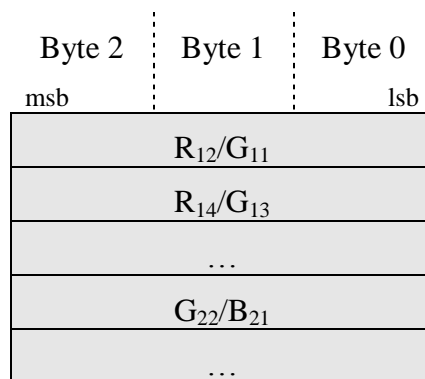 Byte 2 Byte 1 Byte 0
msb lsb
R₁₂/G₁₁
R₁₄/G₁₃
…
G₂₂/B₂₁
…